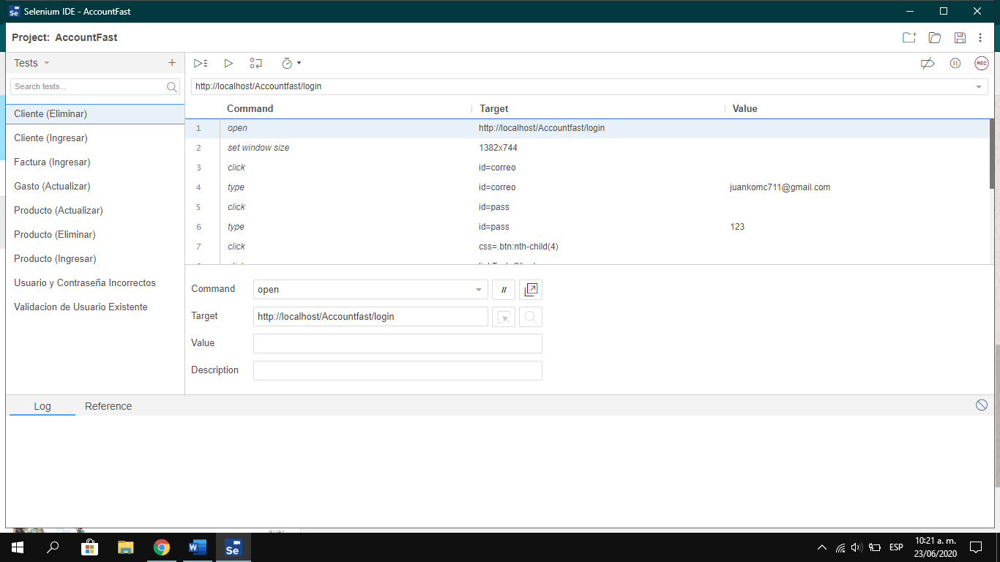 Selenium IDE - AccountFast
Project: AccountFast
Tests
Search tests...
Cliente (Eliminar)
Cliente (Ingresar)
Factura (Ingresar)
Gasto (Actualizar)
Producto (Actualizar)
Producto (Eliminar)
Producto (Ingresar)
Usuario y Contraseña Incorrectos
Validacion de Usuario Existente
REC
http://localhost/Accountfast/login
Command Target Value
1 open http://localhost/Accountfast/login
2 set window size 1382x744
3 click id=correo
4 type id=correo juankomc711@gmail.com
5 click id=pass
6 type id=pass 123
7 click css=.btn:nth-child(4)
Command open //
Target http://localhost/Accountfast/login
Value
Description
Log Reference
Se
ESP
10:21 a. m.
23/06/2020